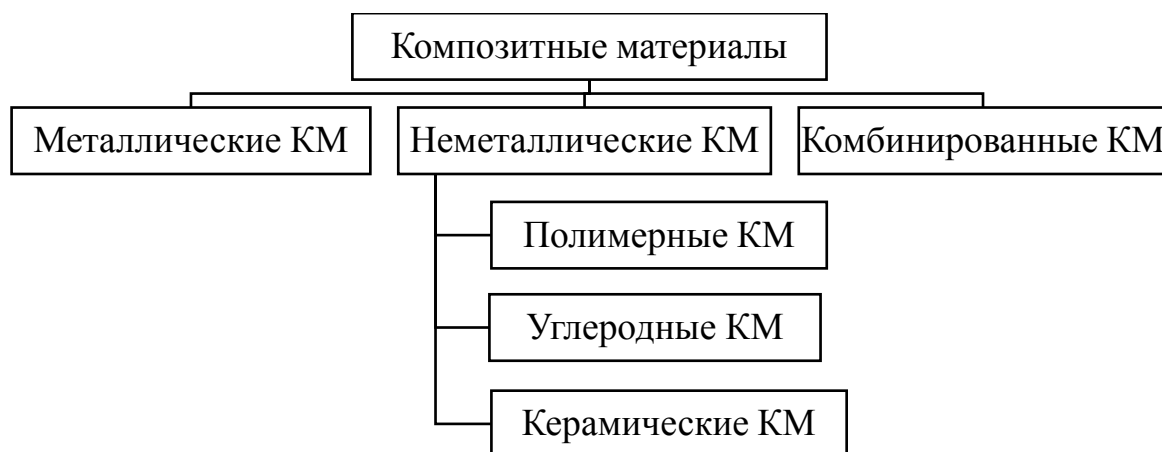 Композитные материалы
Металлические КМ
Неметаллические КМ
Комбинированные КМ
Полимерные КМ
Углеродные КМ
Керамические КМ